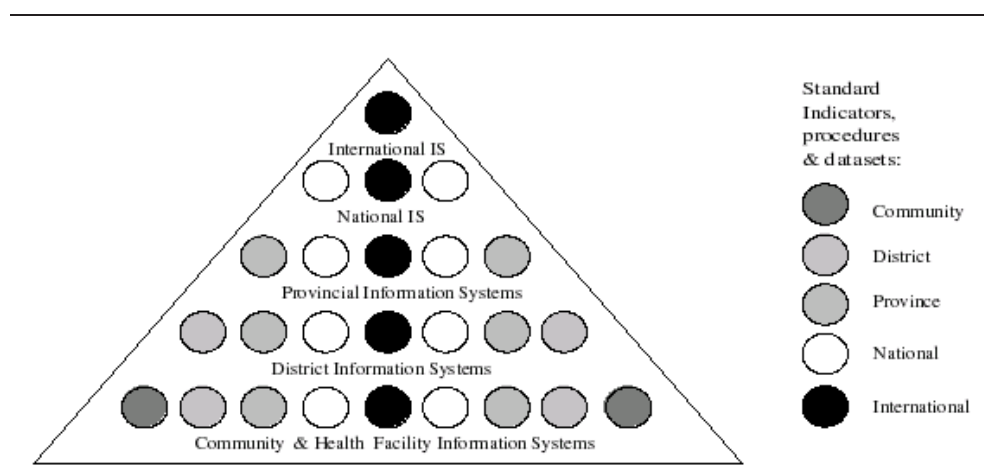 International IS
National IS
Provincial Information Systems
District Information Systems
Community & Health Facility Information Systems
Standard
Indicators,
procedures
& datasets:
Community
District
Province
National
International